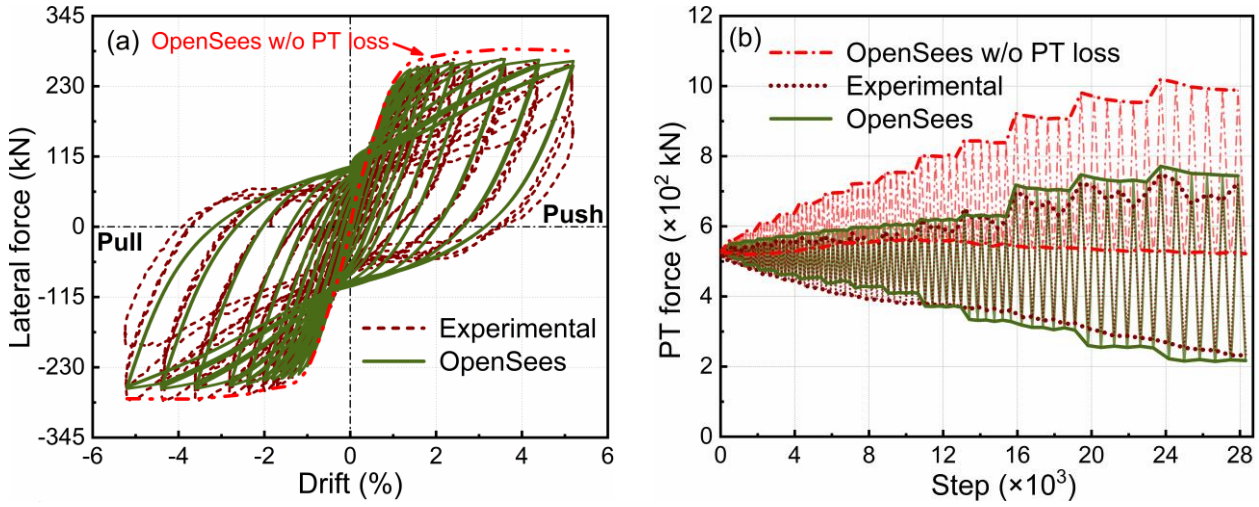 (a)
OpenSees w/o PT loss
345
230
115
0
-115
-230
-345
Lateral force (kN)
Pull
Push
Experimental
OpenSees
-6
-4
-2
0
2
4
6
Drift (%)
(b)
OpenSees w/o PT loss
Experimental
OpenSees
12
10
8
6
4
2
0
PT force (×10² kN)
0
4
8
12
16
20
24
28
Step (×10³)